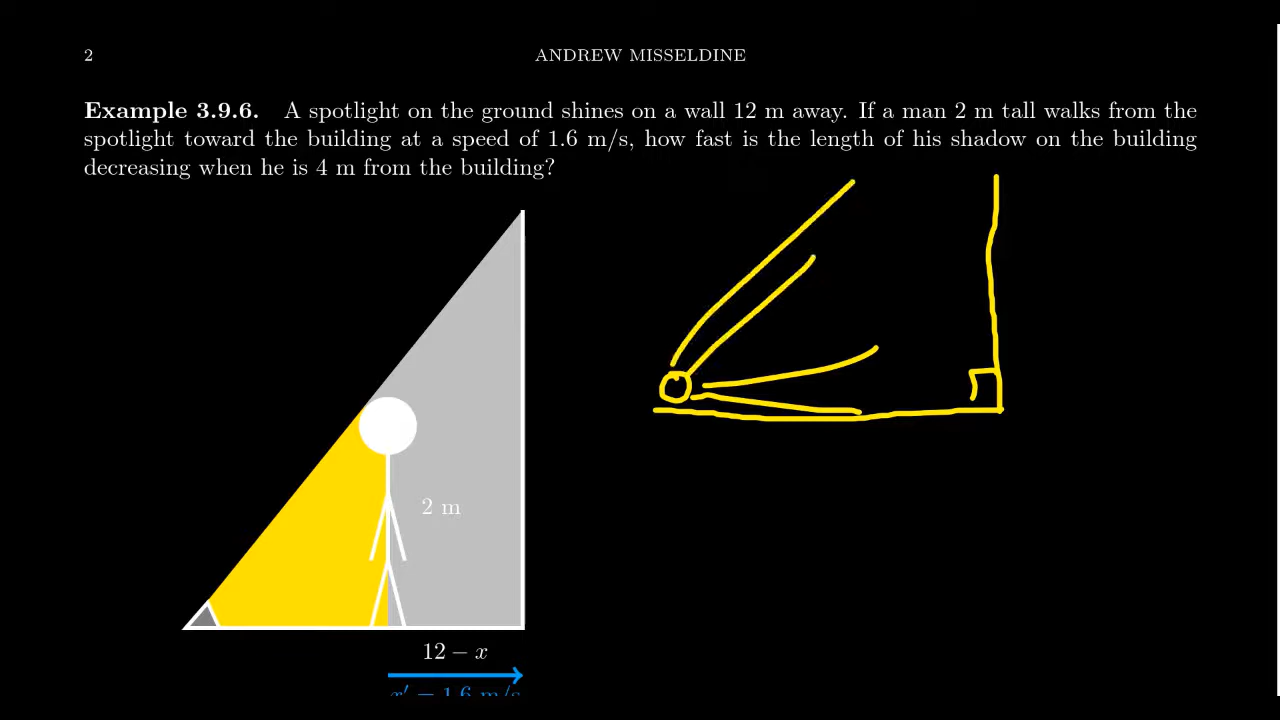 2
ANDREW MISSELDINE
Example 3.9.6. A spotlight on the ground shines on a wall 12 m away. If a man 2 m tall walks from the
spotlight toward the building at a speed of 1.6 m/s, how fast is the length of his shadow on the building
decreasing when he is 4 m from the building?
2 m
12 − x
x′ = 1.6 m/s